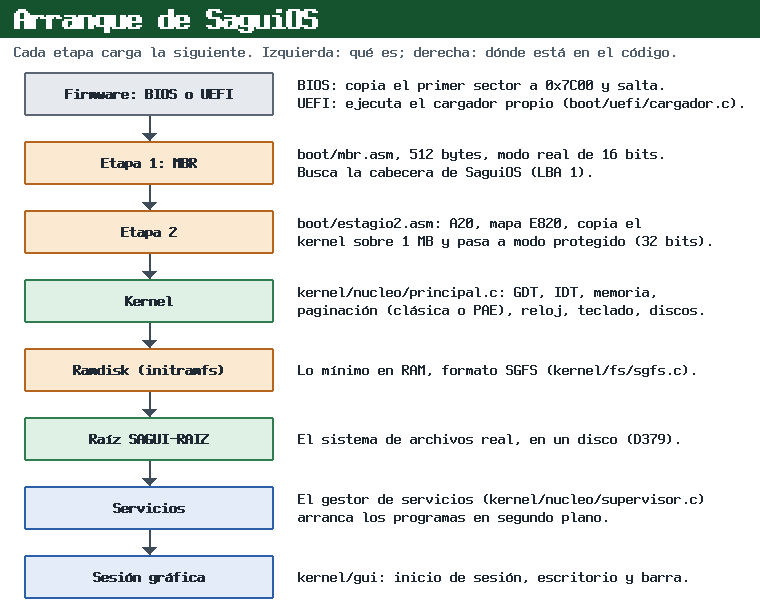 Arranque de SaguiOS
Cada etapa carga la siguiente. Izquierda: qué es; derecha: dónde está en el código.
Firmware: BIOS o UEFI
BIOS: copia el primer sector a 0x7C00 y salta.
UEFI: ejecuta el cargador propio (boot/uefi/cargador.c).
Etapa 1: MBR
boot/mbr.asm, 512 bytes, modo real de 16 bits.
Busca la cabecera de SaguiOS (LBA 1).
Etapa 2
boot/estagio2.asm: A20, mapa E820, copia el
kernel sobre 1 MB y pasa a modo protegido (32 bits).
Kernel
kernel/nucleo/principal.c: GDT, IDT, memoria,
paginación (clásica o PAE), reloj, teclado, discos.
Ramdisk (initramfs)
Lo mínimo en RAM, formato SGFS (kernel/fs/sgfs.c).
Raíz SAGUI-RAIZ
El sistema de archivos real, en un disco (D379).
Servicios
El gestor de servicios (kernel/nucleo/supervisor.c)
arranca los programas en segundo plano.
Sesión gráfica
kernel/gui: inicio de sesión, escritorio y barra.